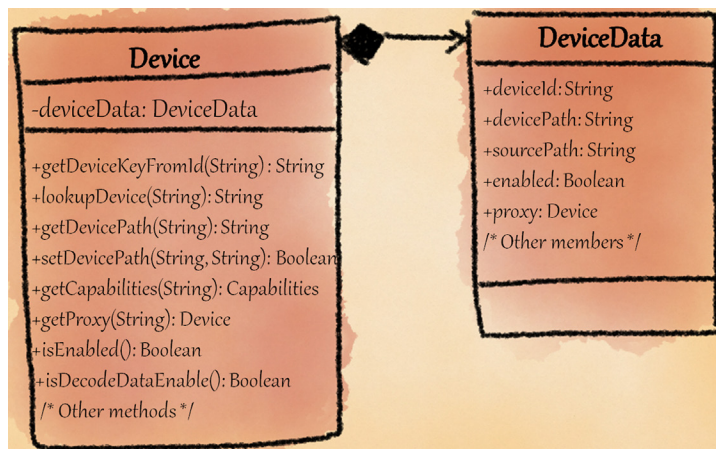 Device
-deviceData: DeviceData
+getDeviceKeyFromId(String) : String
+lookupDevice(String): String
+getDevicePath(String): String
+setDevicePath(String, String): Boolean
+getCapabilities(String): Capabilities
+getProxy(String): Device
+isEnabled(): Boolean
+isDecodeDataEnable(): Boolean
/* Other methods */
DeviceData
+deviceId: String
+devicePath: String
+sourcePath: String
+enabled: Boolean
+proxy: Device
/* Other members */